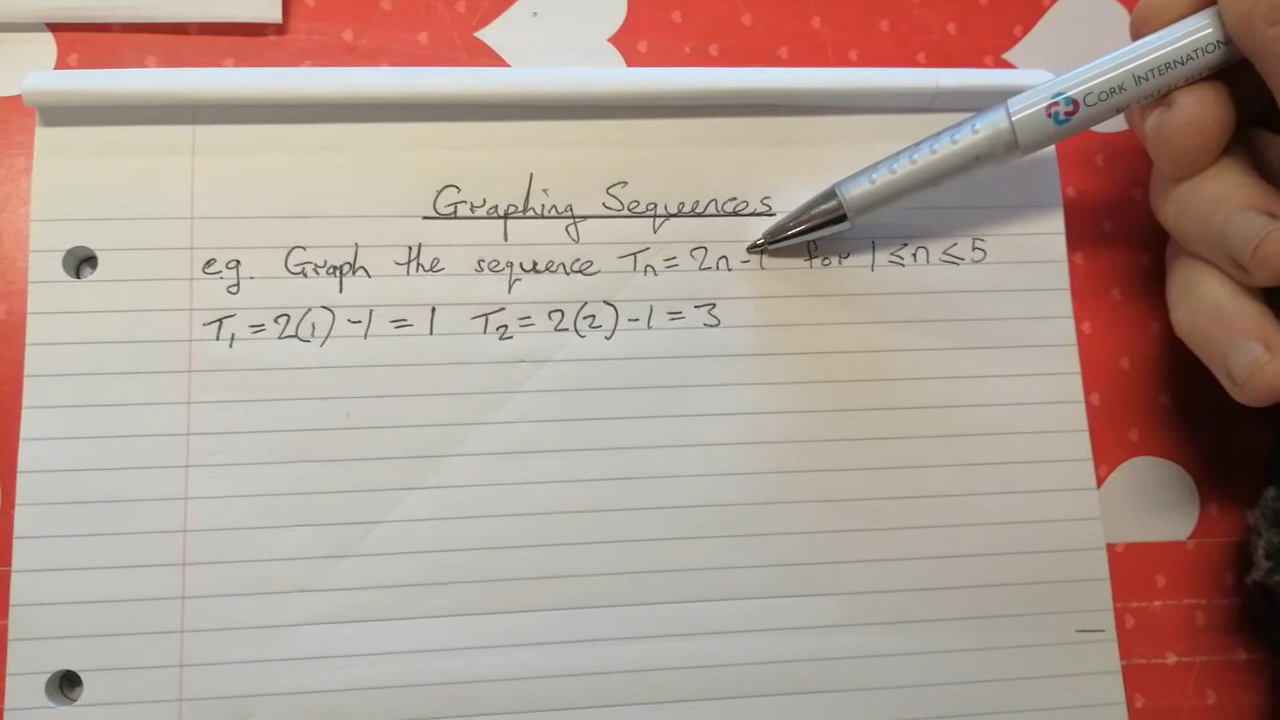 Graphing Sequences
e.g. Graph the sequence Tₙ = 2n-1 for 1 ≤ n ≤ 5
T₁ = 2(1) -1 = 1 T₂ = 2(2) -1 = 3
CORK INTERNATION